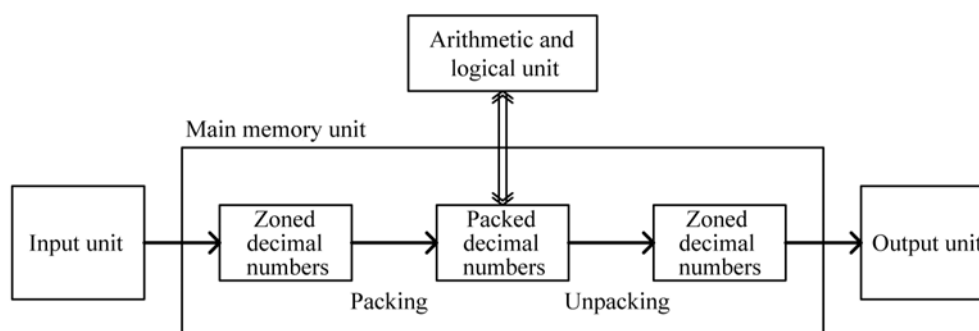 Arithmetic and
logical unit
Main memory unit
Input unit
Zoned
decimal
numbers
Packed
decimal
numbers
Zoned
decimal
numbers
Output unit
Packing
Unpacking